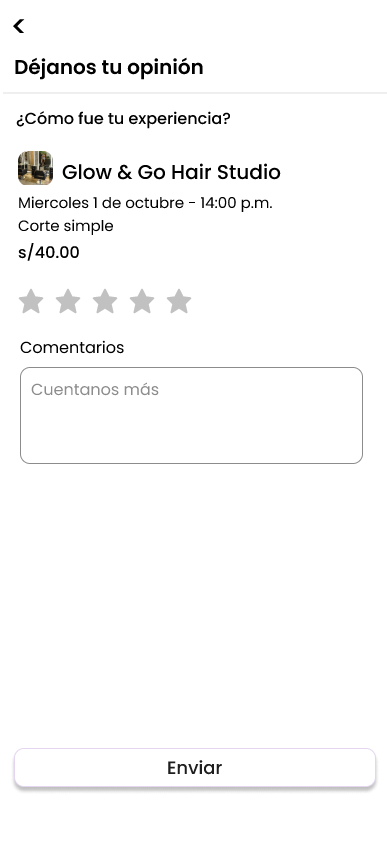 Déjanos tu opinión
¿Cómo fue tu experiencia?
Glow & Go Hair Studio
Miercoles 1 de octubre - 14:00 p.m.
Corte simple
s/40.00
Comentarios
Cuentanos más
Enviar